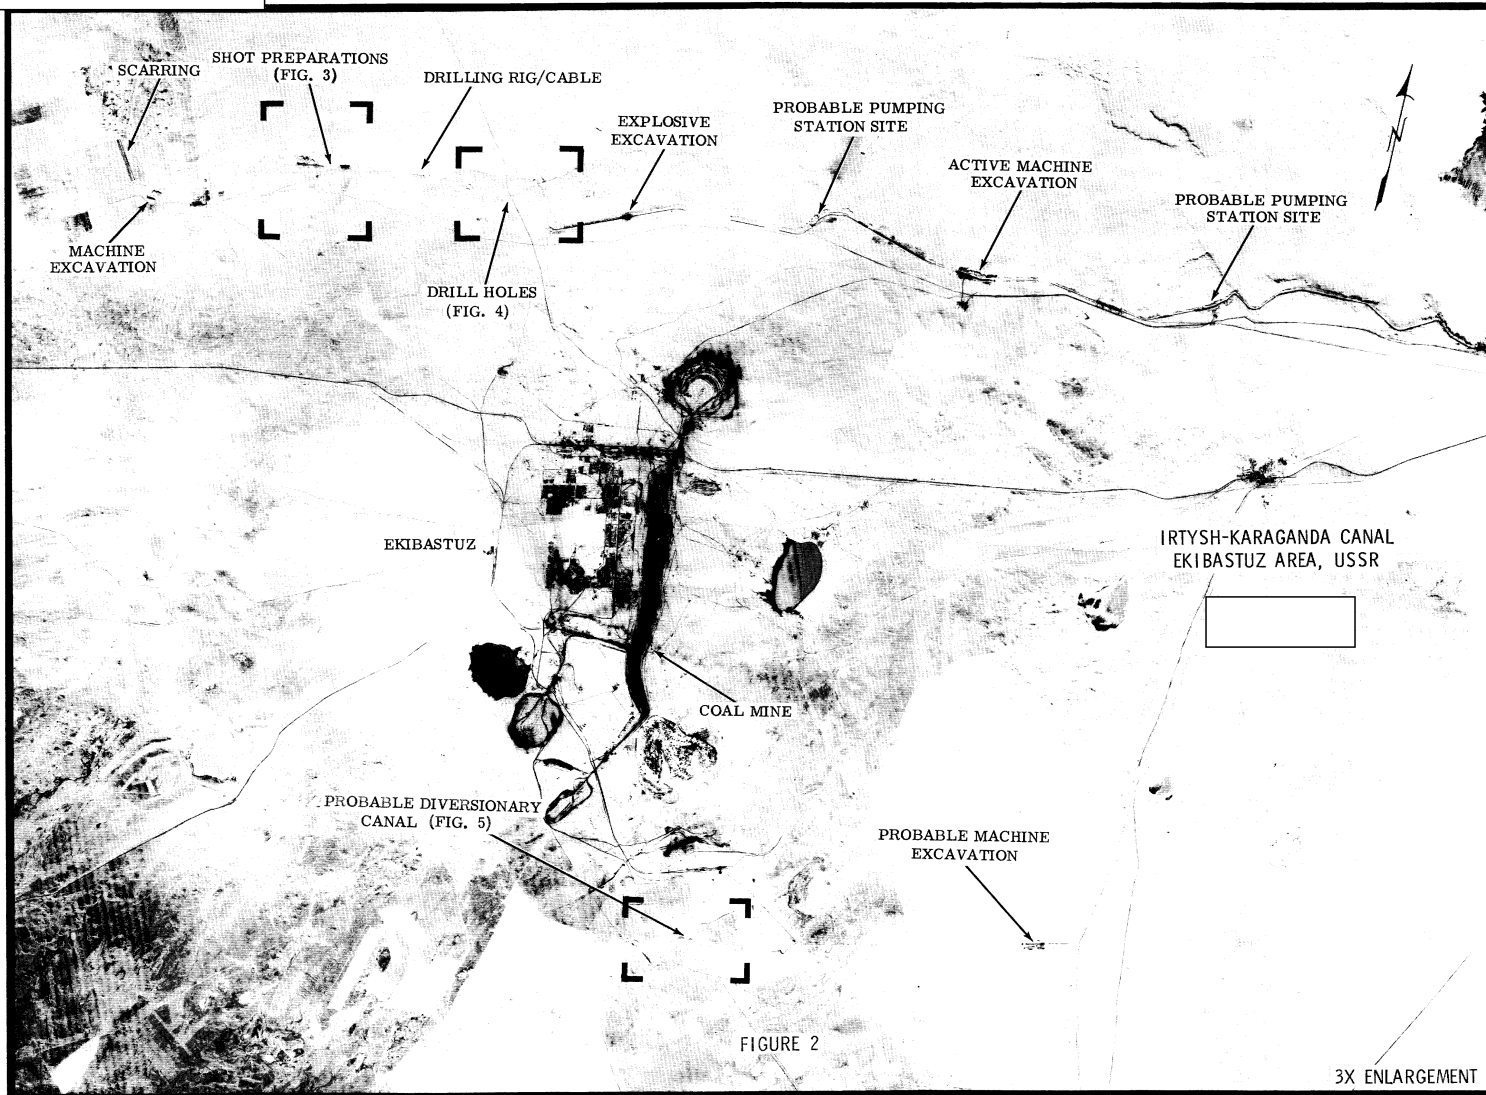 SCARRING
SHOT PREPARATIONS
(FIG. 3)
DRILLING RIG/CABLE
EXPLOSIVE
EXCAVATION
PROBABLE PUMPING
STATION SITE
ACTIVE MACHINE
EXCAVATION
PROBABLE PUMPING
STATION SITE
N
MACHINE
EXCAVATION
DRILL HOLES
(FIG. 4)
EKIBASTUZ
IRTYSH-KARAGANDA CANAL
EKIBASTUZ AREA, USSR
COAL MINE
PROBABLE DIVERSIONARY
CANAL (FIG. 5)
PROBABLE MACHINE
EXCAVATION
FIGURE 2
3X ENLARGEMENT